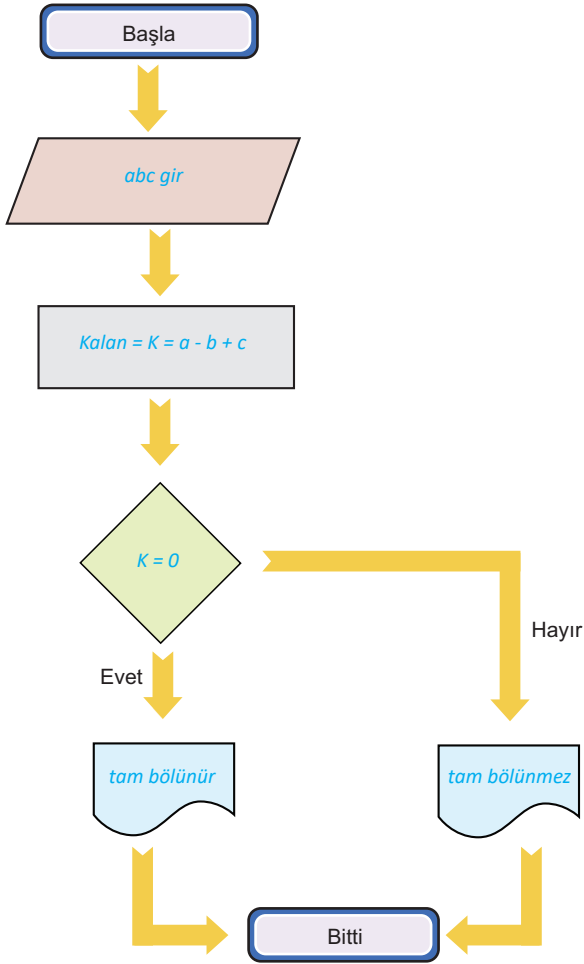 Başla
abc gir
Kalan = K = a - b + c
K = 0
Hayır
Evet
tam bölünür
tam bölünmez
Bitti